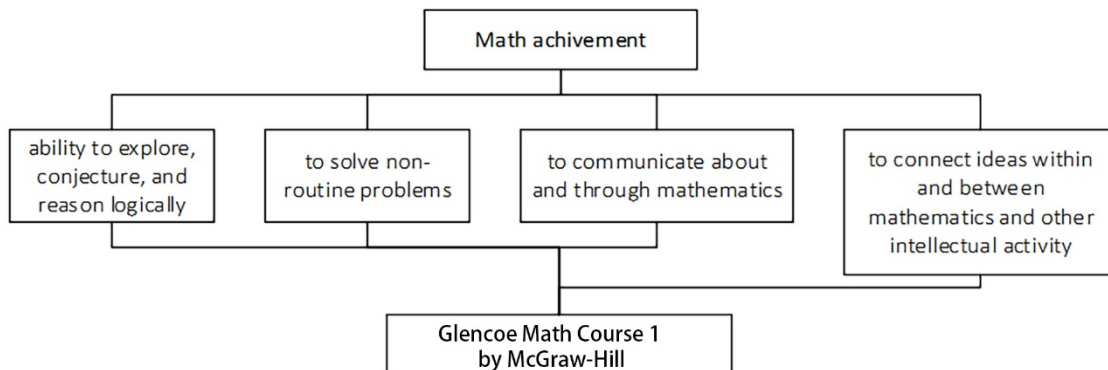 Math achivement
ability to explore,
conjecture, and
reason logically
to solve non-
routine problems
to communicate about
and through mathematics
to connect ideas within
and between
mathematics and other
intellectual activity
Glencoe Math Course 1
by McGraw-Hill